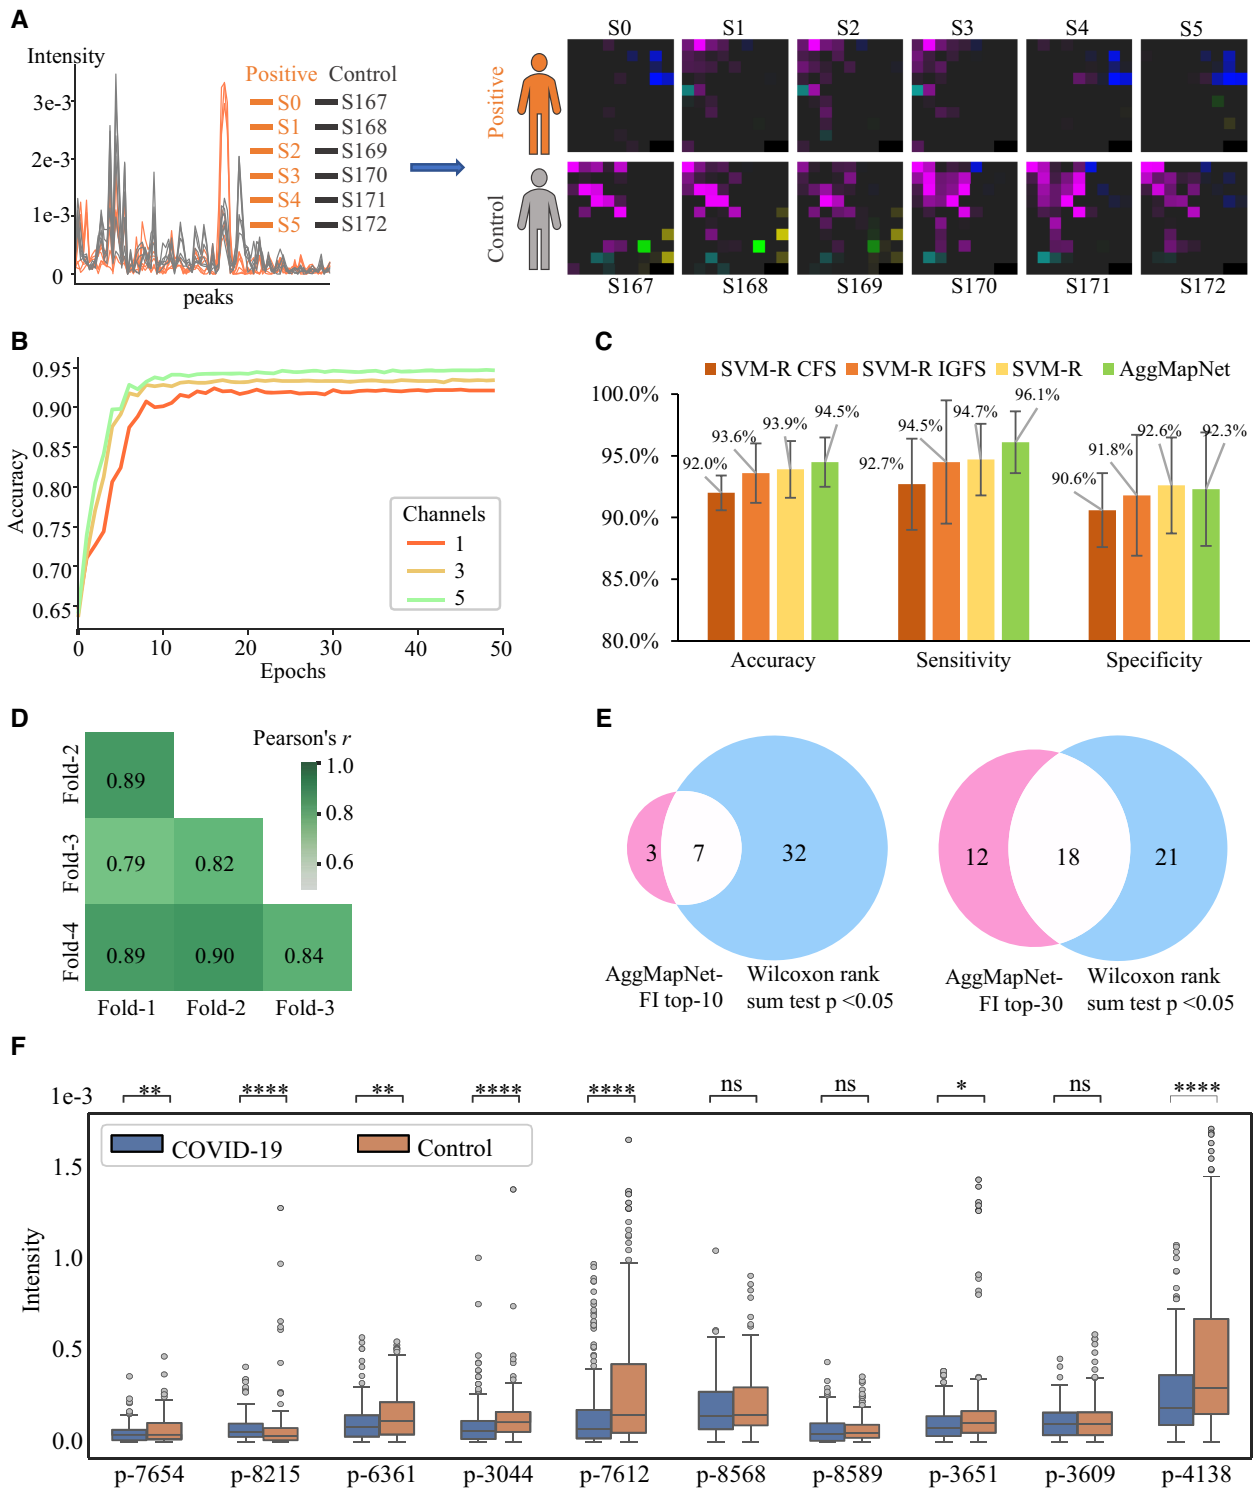 A
Intensity
3e-3
2e-3
1e-3
0
peaks
Positive Control
S0 S167
S1 S168
S2 S169
S3 S170
S4 S171
S5 S172
Positive
Control
S0 S1 S2 S3 S4 S5
S167 S168 S169 S170 S171 S172
B
Accuracy
0.95
0.90
0.85
0.80
0.75
0.70
0.65
0 10 20 30 40 50
Epochs
Channels
1
3
5
C
SVM-R CFS SVM-R IGFS SVM-R AggMapNet
100.0%
95.0%
90.0%
85.0%
80.0%
92.0% 93.6% 93.9% 94.5%
92.7% 94.5% 94.7% 96.1%
90.6% 91.8% 92.6% 92.3%
Accuracy Sensitivity Specificity
D
Pearson's r
1.0
0.8
0.6
Fold-2 0.89
Fold-3 0.79 0.82
Fold-4 0.89 0.90 0.84
Fold-1 Fold-2 Fold-3
E
3 7 32
AggMapNet-
FI top-10
Wilcoxon rank
sum test p <0.05
12 18 21
AggMapNet-
FI top-30
Wilcoxon rank
sum test p <0.05
F
1e-3
** **** ** **** **** ns ns * ns ****
COVID-19 Control
Intensity
1.5
1.0
0.5
0.0
p-7654 p-8215 p-6361 p-3044 p-7612 p-8568 p-8589 p-3651 p-3609 p-4138